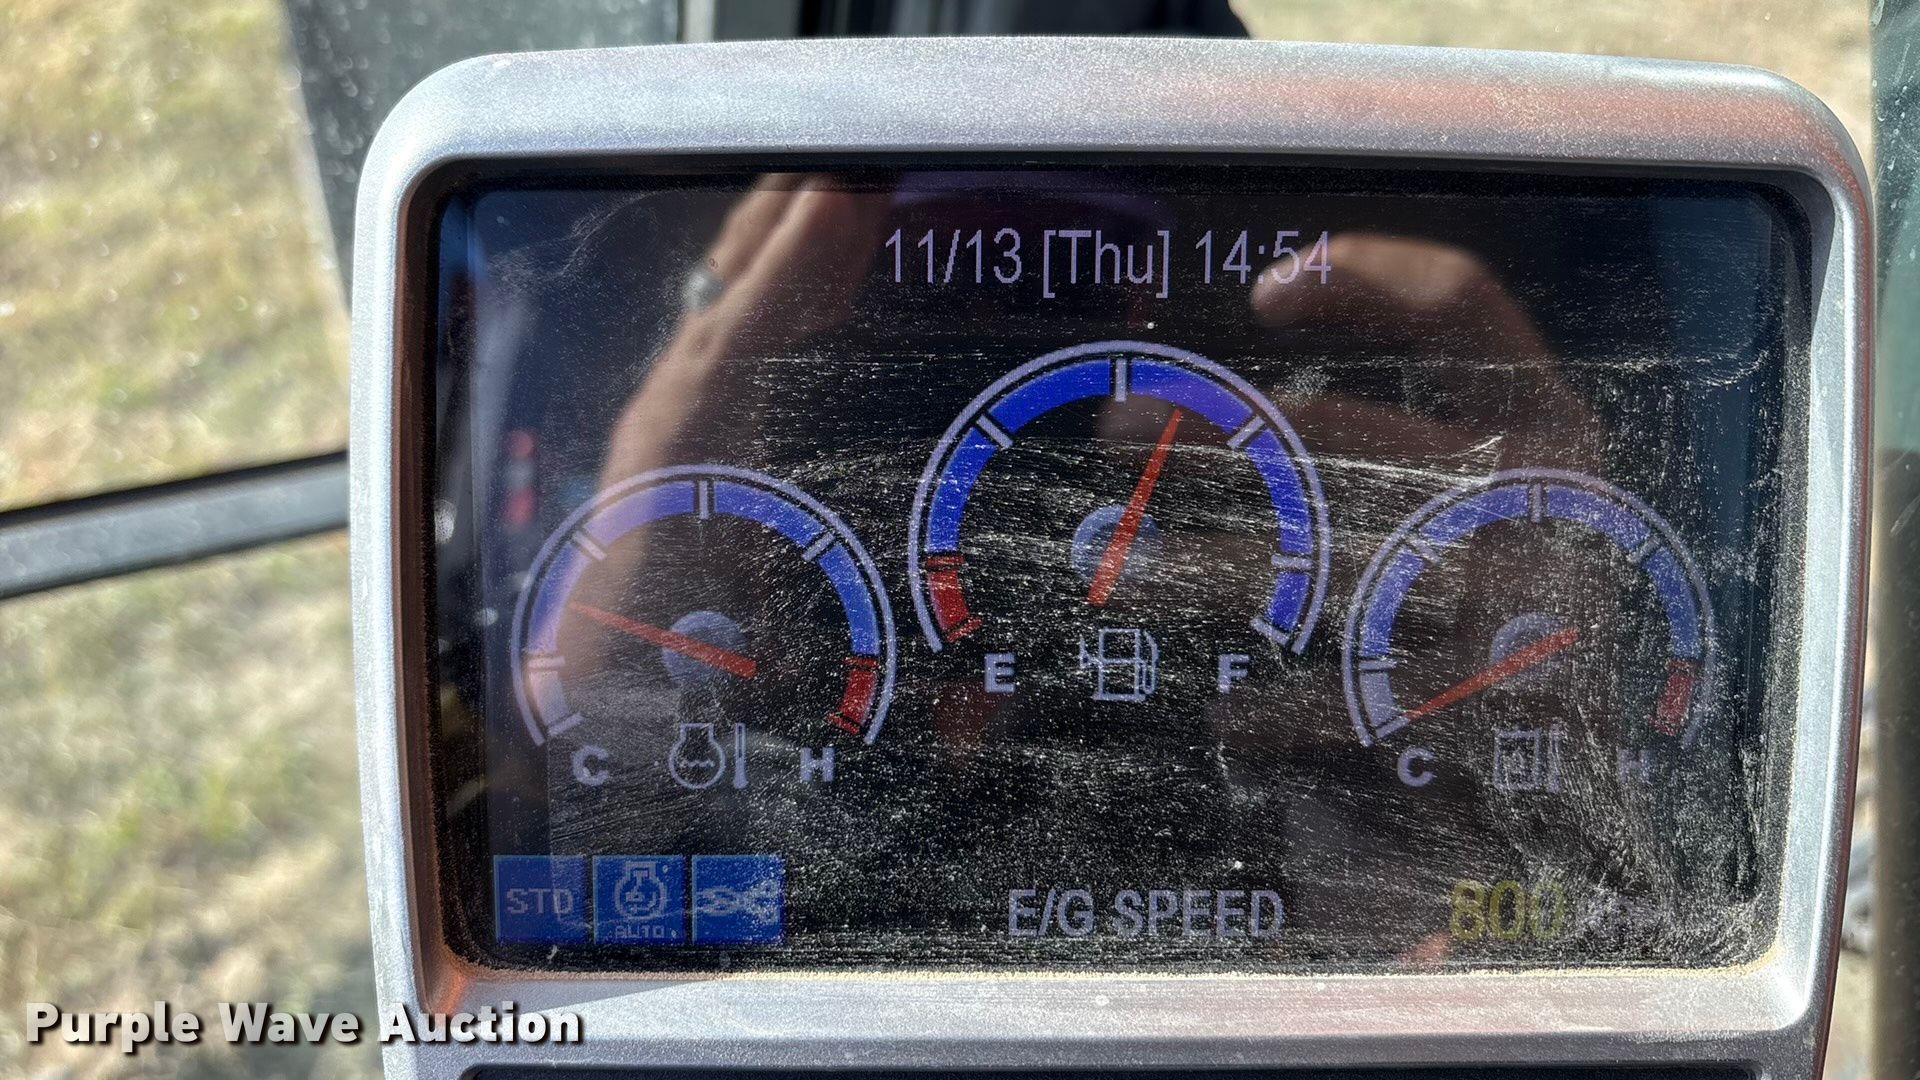 11/13 [Thu] 14:54
E F
C H
C H
STD
AUTO
E/G SPEED 800
Purple Wave Auction